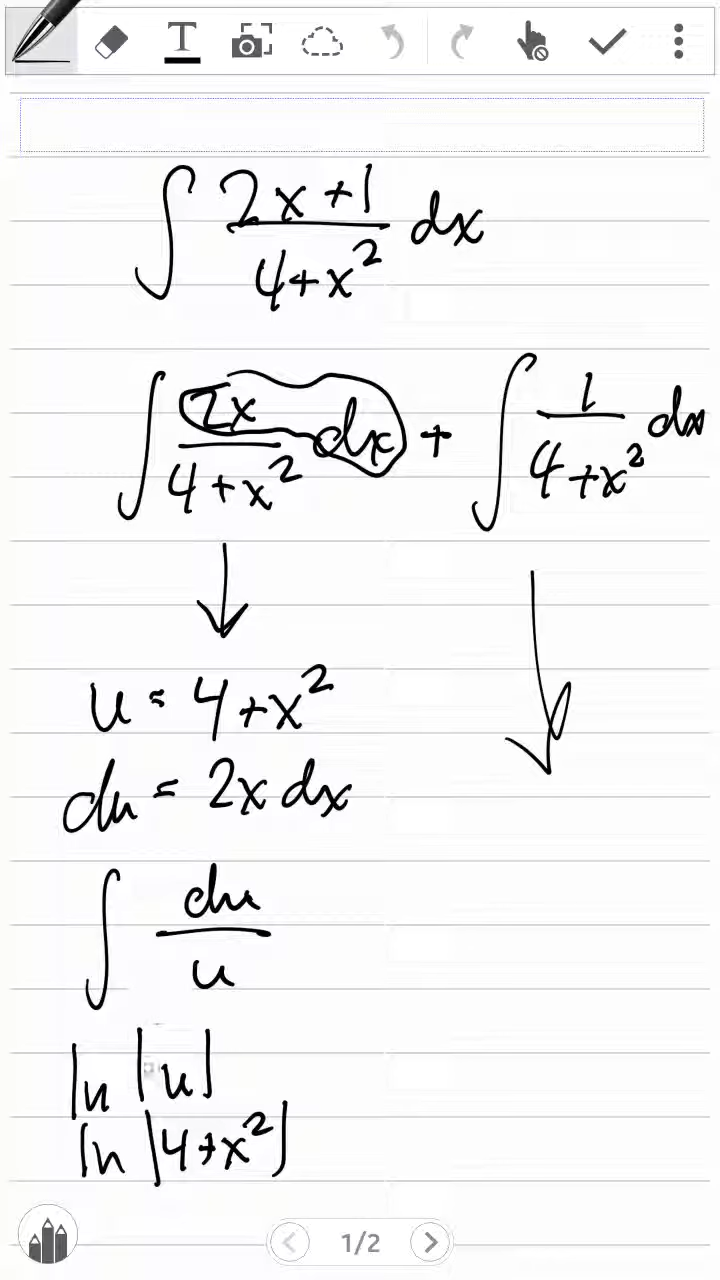 T
∫ (2x+1)/(4+x²) dx
∫ 2x/(4+x²) dx + ∫ 1/(4+x²) dx
u = 4+x²
du = 2x dx
∫ du/u
ln |u|
ln |4+x²|
1/2